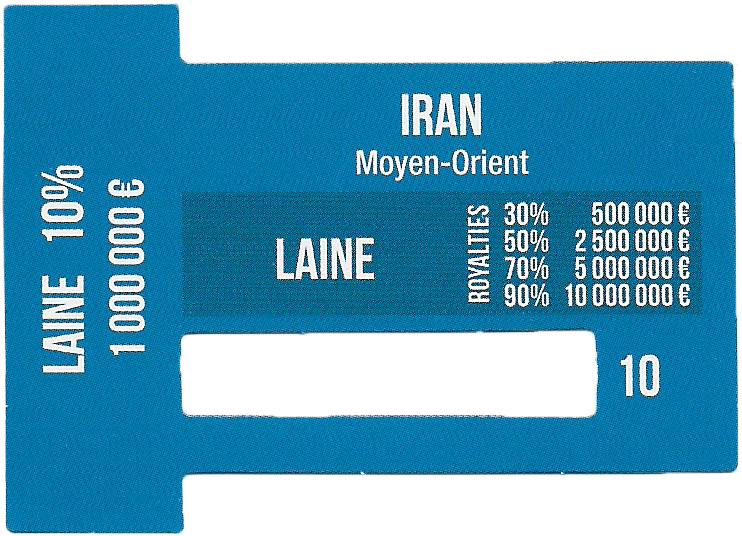 LAINE 10%
1 000 000 €
IRAN
Moyen-Orient
LAINE
ROYALTIES
30% 500 000 €
50% 2 500 000 €
70% 5 000 000 €
90% 10 000 000 €
10